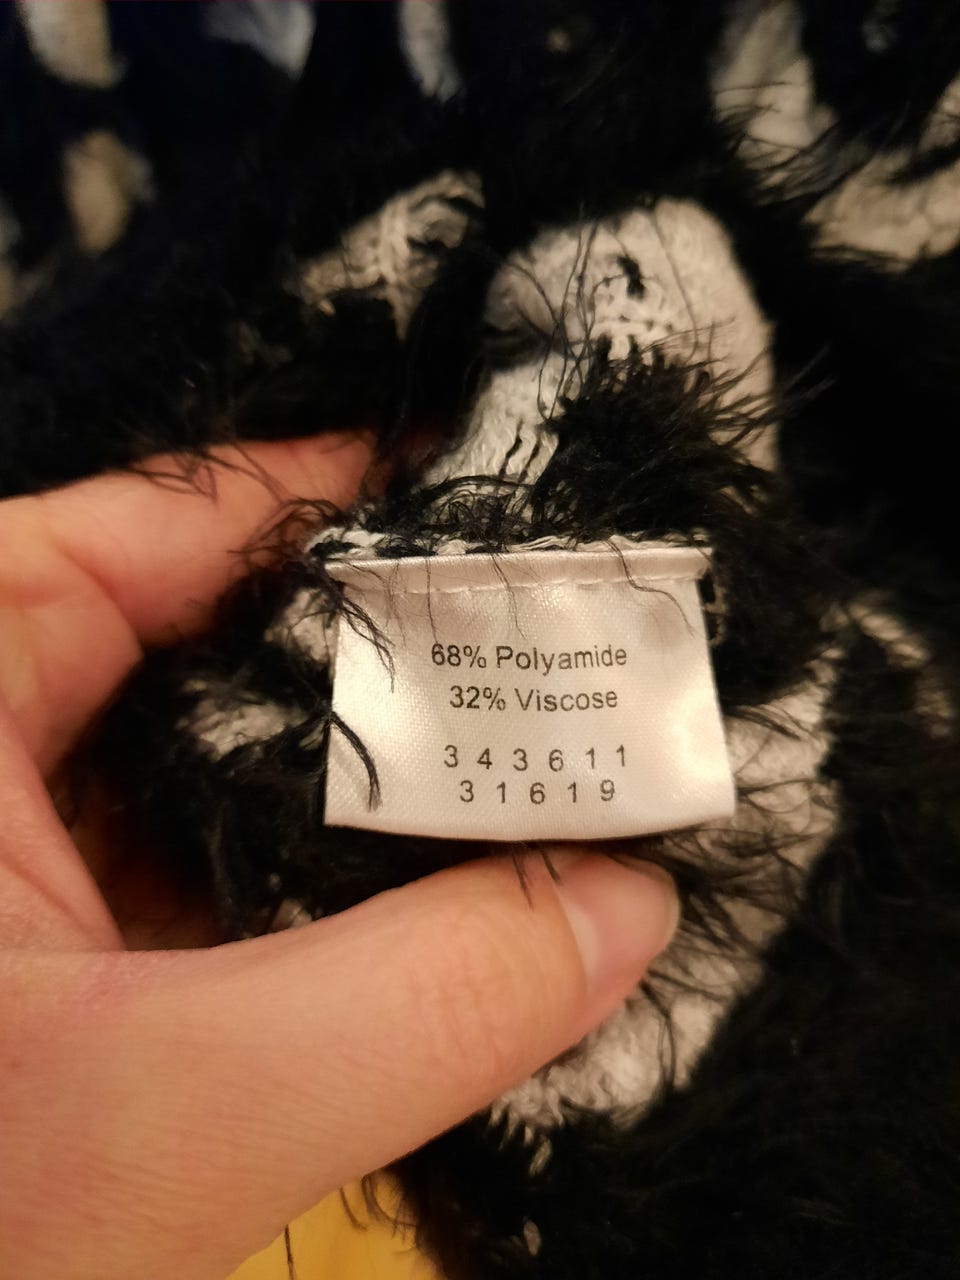 68% Polyamide
32% Viscose
3 4 3 6 1 1
3 1 6 1 9